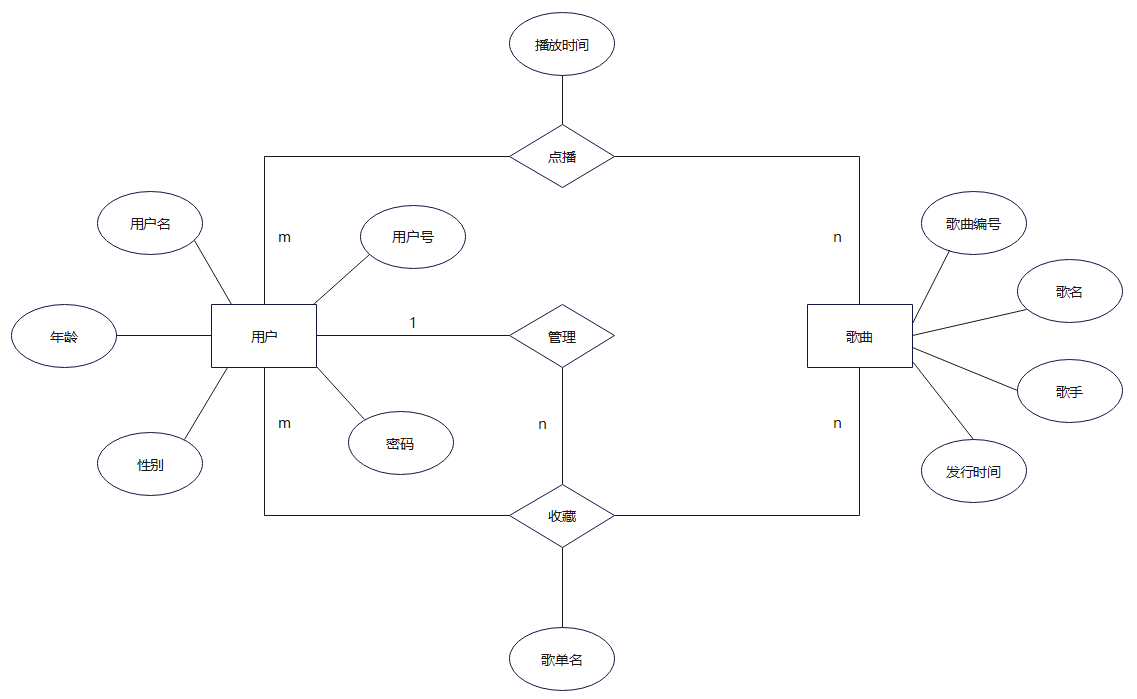 播放时间
点播
用户名
用户号
m
n
歌曲编号
歌名
1
年龄
用户
管理
歌曲
歌手
m
n
n
密码
性别
发行时间
收藏
歌单名